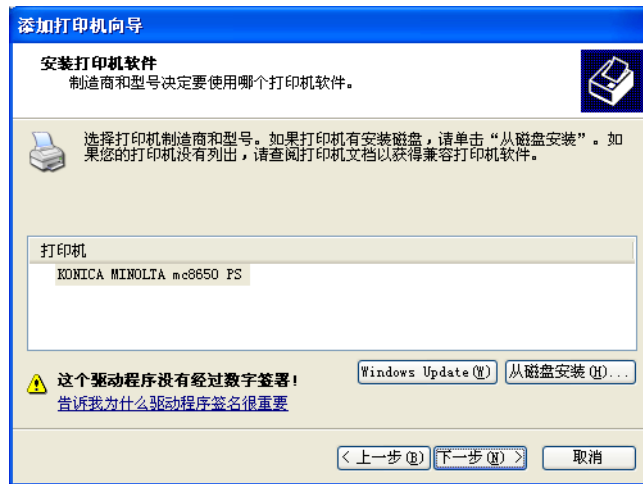 添加打印机向导
安装打印机软件
制造商和型号决定要使用哪个打印机软件。
选择打印机制造商和型号。如果打印机有安装磁盘,请单击“从磁盘安装”。如
果您的打印机没有列出,请查阅打印机文档以获得兼容打印机软件。
打印机
KONICA MINOLTA mc8650 PS
这个驱动程序没有经过数字签署!
告诉我为什么驱动程序签名很重要
Windows Update(W) 从磁盘安装(H)...
< 上一步(B) 下一步(N) > 取消